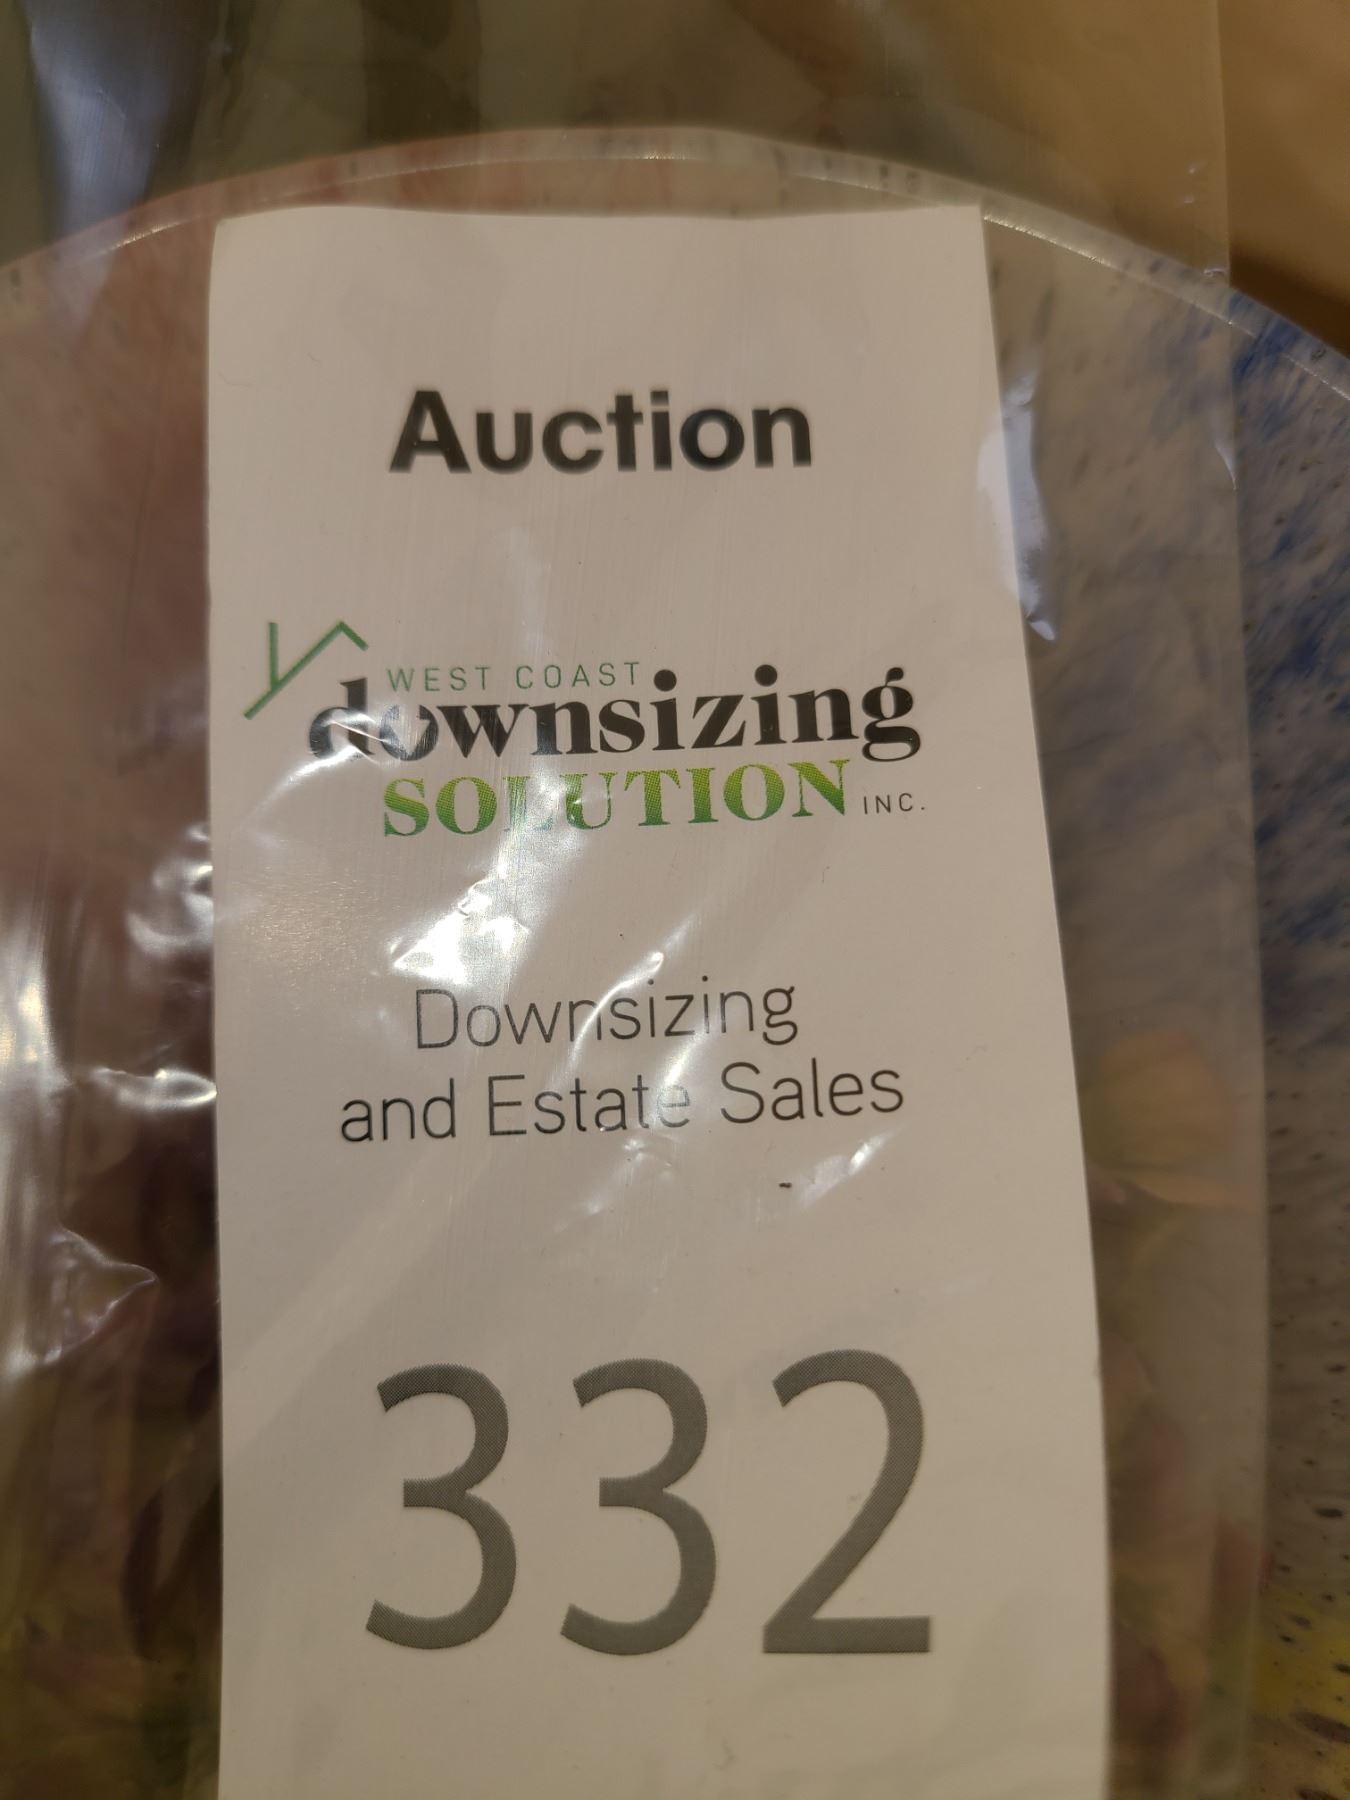 Auction
WEST COAST
downsizing
SOLUTION INC.
Downsizing
and Estate Sales
332